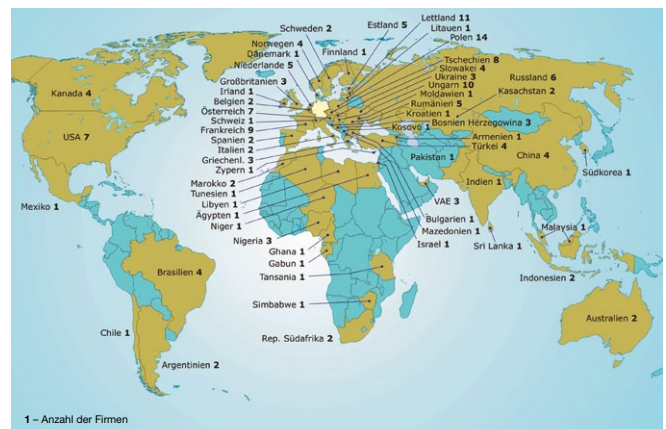 Schweden 2
Norwegen 4
Dänemark 1
Niederlande 5
Großbritanien 3
Irland 1
Belgien 2
Österreich 7
Schweiz 1
Frankreich 9
Spanien 2
Italien 2
Griechenl. 3
Zypern 1
Marokko 2
Tunesien 1
Libyen 1
Ägypten 1
Niger 1
Nigeria 3
Ghana 1
Gabun 1
Tansania 1
Simbabwe 1
Rep. Südafrika 2
Finnland 1
Estland 5
Lettland 11
Litauen 1
Polen 14
Tschechien 8
Slowakei 4
Ukraine 3
Ungarn 10
Moldawien 1
Rumänien 5
Kroatien 1
Bosnien Herzegowina 3
Kosovo 1
Russland 6
Kasachstan 2
Armenien 1
Türkei 4
Pakistan 1
China 4
Indien 1
Südkorea 1
VAE 3
Bulgarien 1
Mazedonien 1
Israel 1
Sri Lanka 1
Malaysia 1
Indonesien 2
Australien 2
Kanada 4
USA 7
Mexiko 1
Brasilien 4
Chile 1
Argentinien 2
1 – Anzahl der Firmen